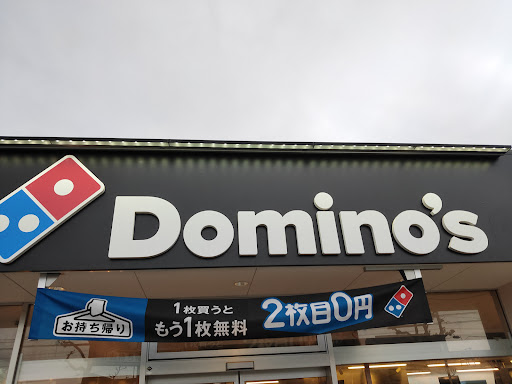 Domino's
お持ち帰り
1枚買うと
もう1枚無料
2枚目0円